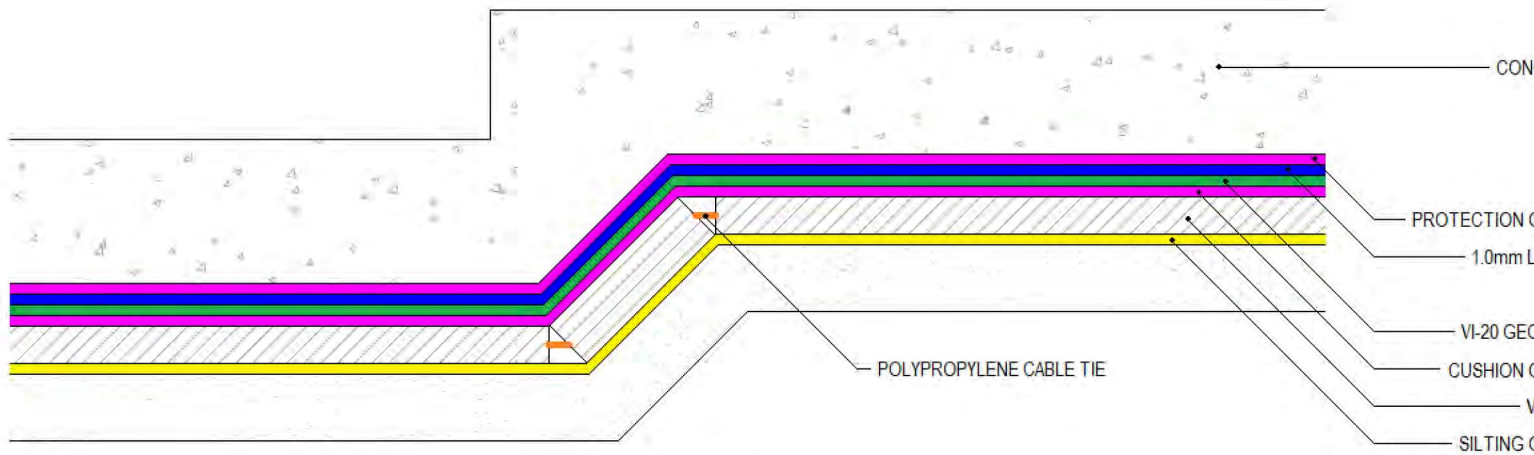 CON
PROTECTION
1.0mm L
VI-20 GEO
POLYPROPYLENE CABLE TIE
CUSHION
V
SILTING